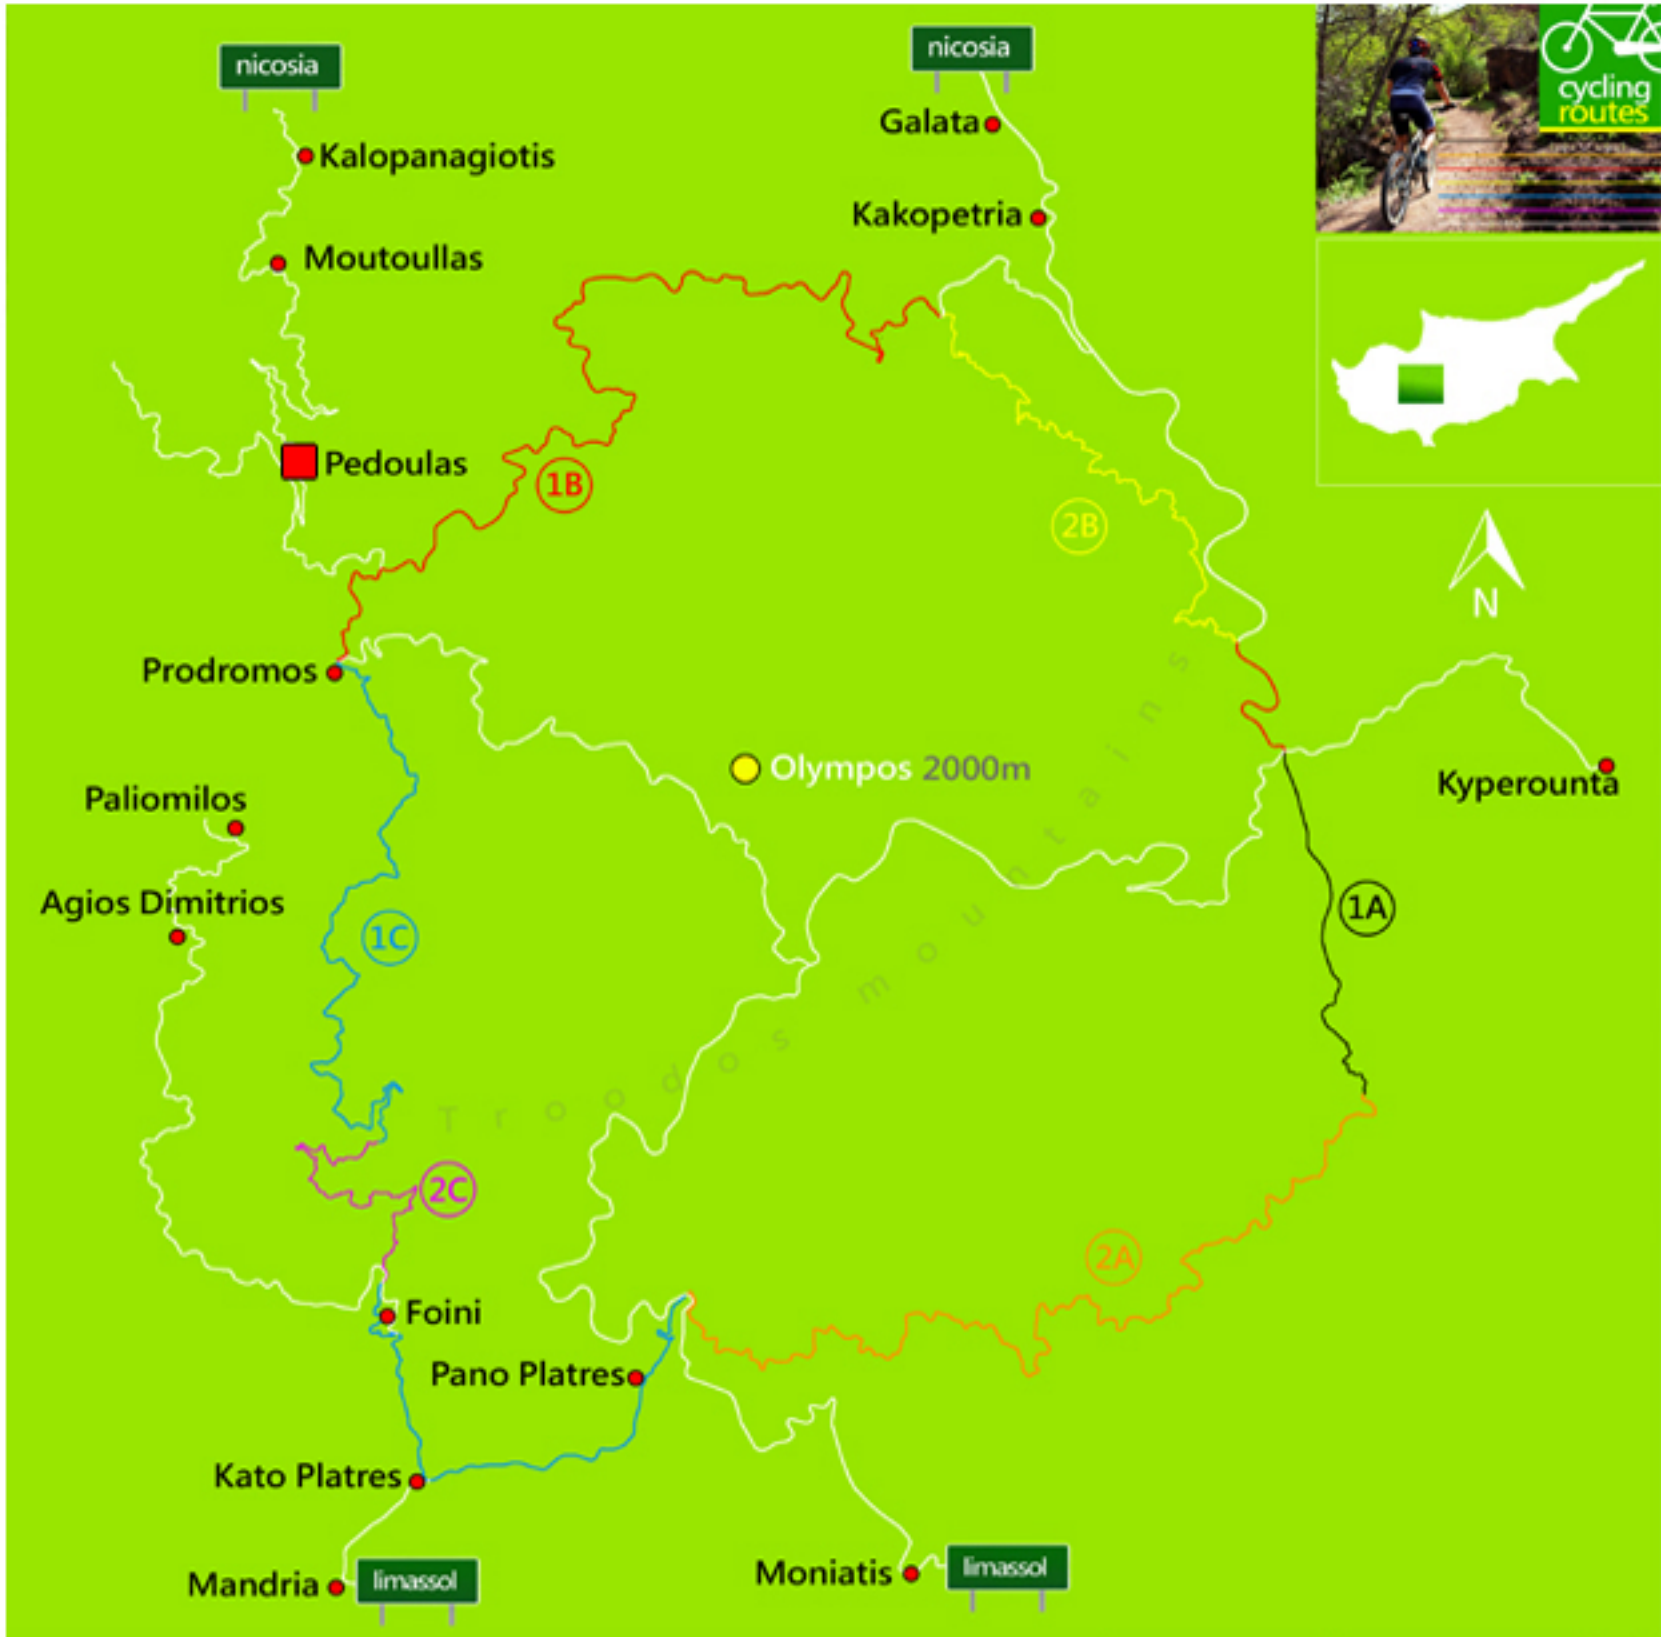 nicosia
nicosia
cycling
routes
Galata
Kalopanagiotis
Kakopetria
Moutoullas
Pedoulas
1B
2B
N
Prodromos
Olympos 2000m
Kyperounta
Paliomilos
Agios Dimitrios
1A
1C
Troodos mountains
2C
2A
Foini
Pano Platres
Kato Platres
Mandria
limassol
Moniatis
limassol